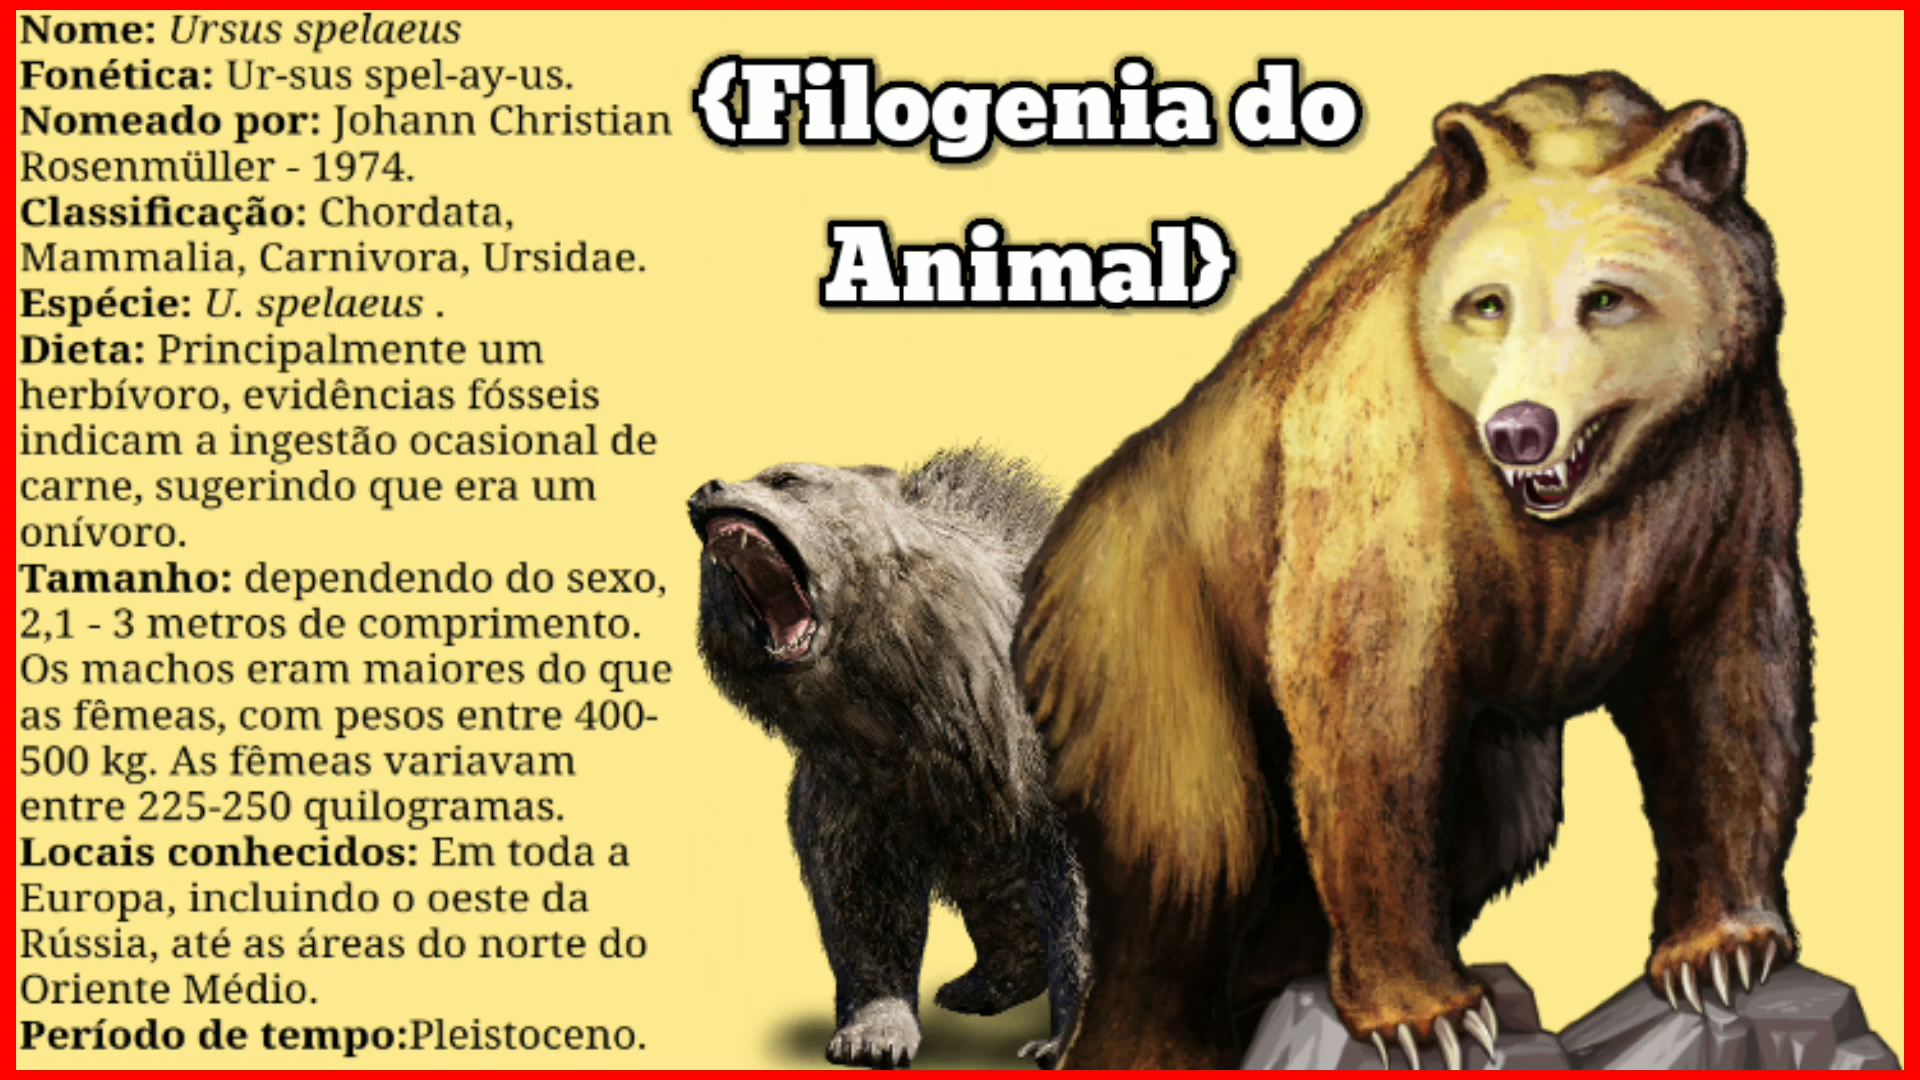 Nome: Ursus spelaeus
Fonética: Ur-sus spel-ay-us.
Nomeado por: Johann Christian
Rosenmüller - 1974.
Classificação: Chordata,
Mammalia, Carnivora, Ursidae.
Espécie: U. spelaeus .
Dieta: Principalmente um
herbívoro, evidências fósseis
indicam a ingestão ocasional de
carne, sugerindo que era um
onívoro.
Tamanho: dependendo do sexo,
2,1 - 3 metros de comprimento.
Os machos eram maiores do que
as fêmeas, com pesos entre 400-
500 kg. As fêmeas variavam
entre 225-250 quilogramas.
Locais conhecidos: Em toda a
Europa, incluindo o oeste da
Rússia, até as áreas do norte do
Oriente Médio.
Período de tempo:Pleistoceno.
{Filogenia do
Animal}